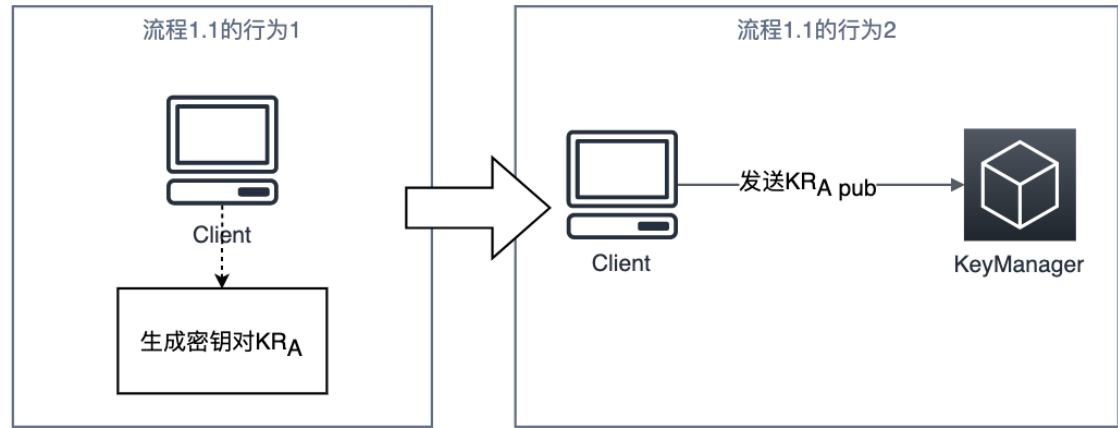 流程1.1的行为1
Client
生成密钥对KRA
流程1.1的行为2
Client
发送KRA pub
KeyManager